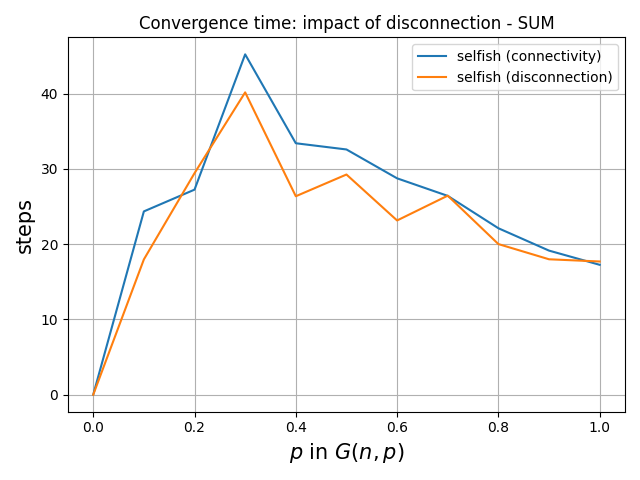 Convergence time: impact of disconnection - SUM
selfish (connectivity)
selfish (disconnection)
steps
40
30
20
10
0
0.0 0.2 0.4 0.6 0.8 1.0
p in G(n, p)